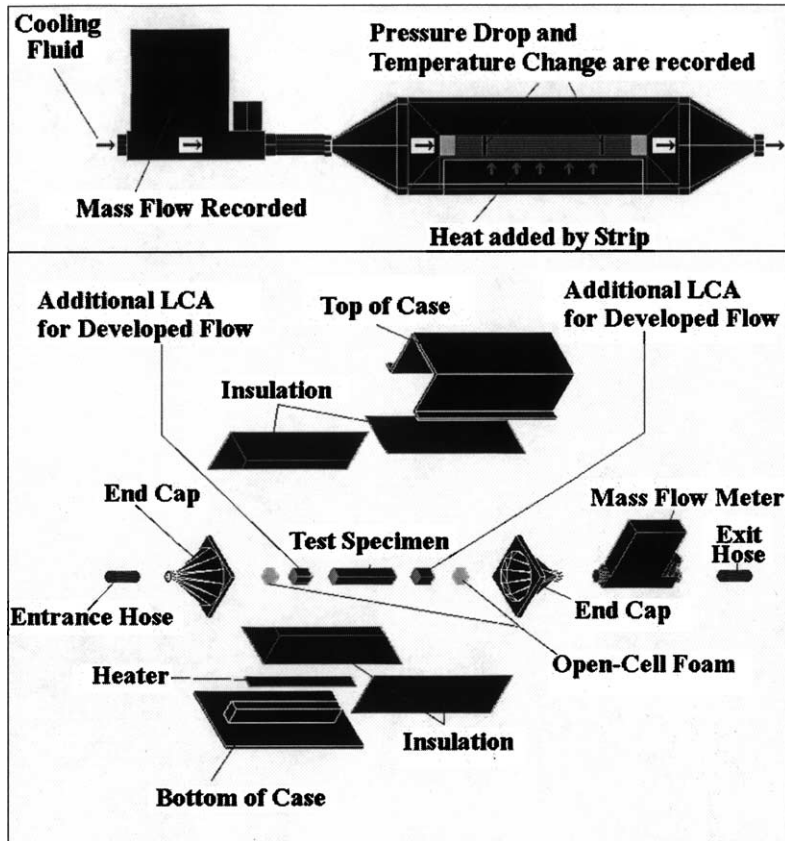 Cooling
Fluid
Pressure Drop and
Temperature Change are recorded
Mass Flow Recorded
Heat added by Strip
Additional LCA
for Developed Flow
Additional LCA
for Developed Flow
Top of Case
Insulation
End Cap
Mass Flow Meter
Test Specimen
Exit
Hose
Entrance Hose
End Cap
Open-Cell Foam
Heater
Insulation
Bottom of Case